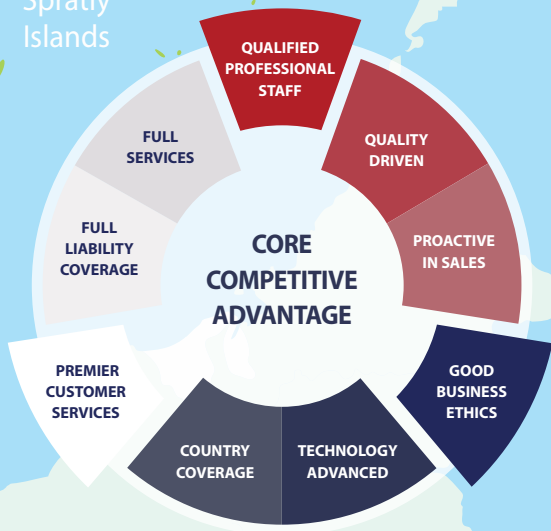 Spratly
Islands
QUALIFIED
PROFESSIONAL
STAFF
QUALITY
DRIVEN
PROACTIVE
IN SALES
GOOD
BUSINESS
ETHICS
TECHNOLOGY
ADVANCED
COUNTRY
COVERAGE
PREMIER
CUSTOMER
SERVICES
FULL
LIABILITY
COVERAGE
FULL
SERVICES
CORE
COMPETITIVE
ADVANTAGE